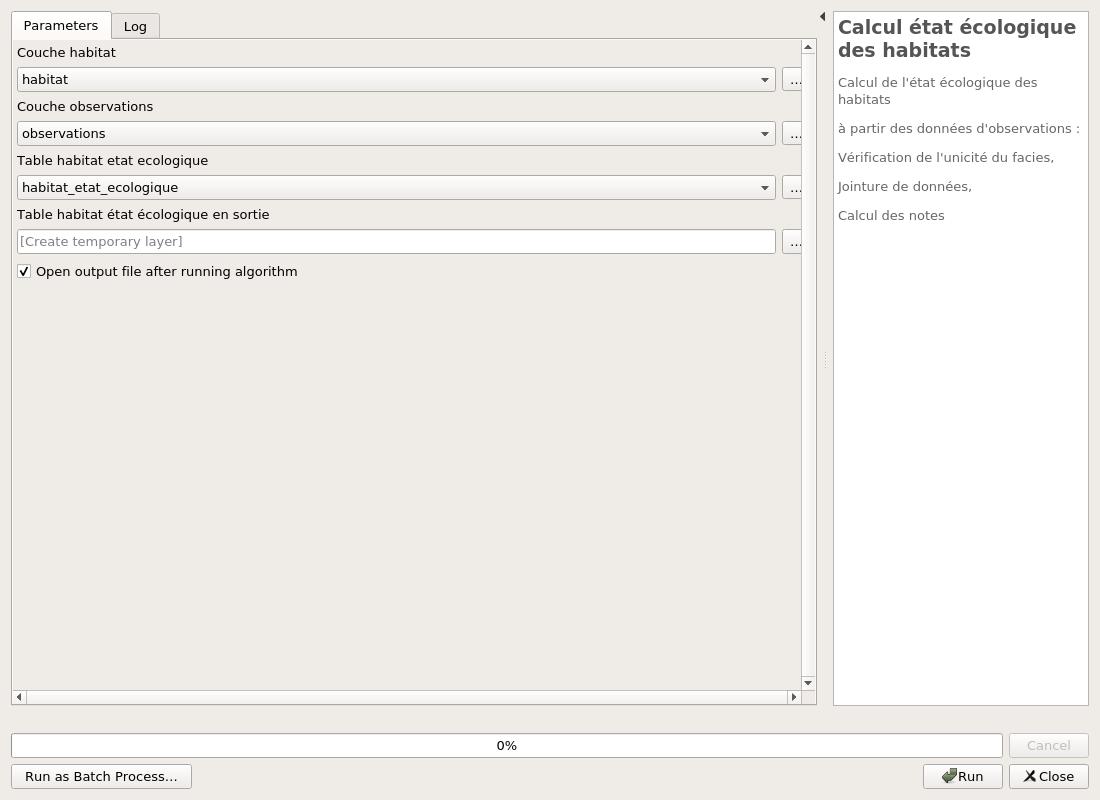 Parameters
Log
Couche habitat
habitat
...
Couche observations
observations
...
Table habitat etat ecologique
habitat_etat_ecologique
...
Table habitat état écologique en sortie
[Create temporary layer]
...
Open output file after running algorithm
Calcul état écologique
des habitats
Calcul de l'état écologique des
habitats
à partir des données d'observations :
Vérification de l'unicité du facies,
Jointure de données,
Calcul des notes
0%
Cancel
Run as Batch Process...
Run
Close